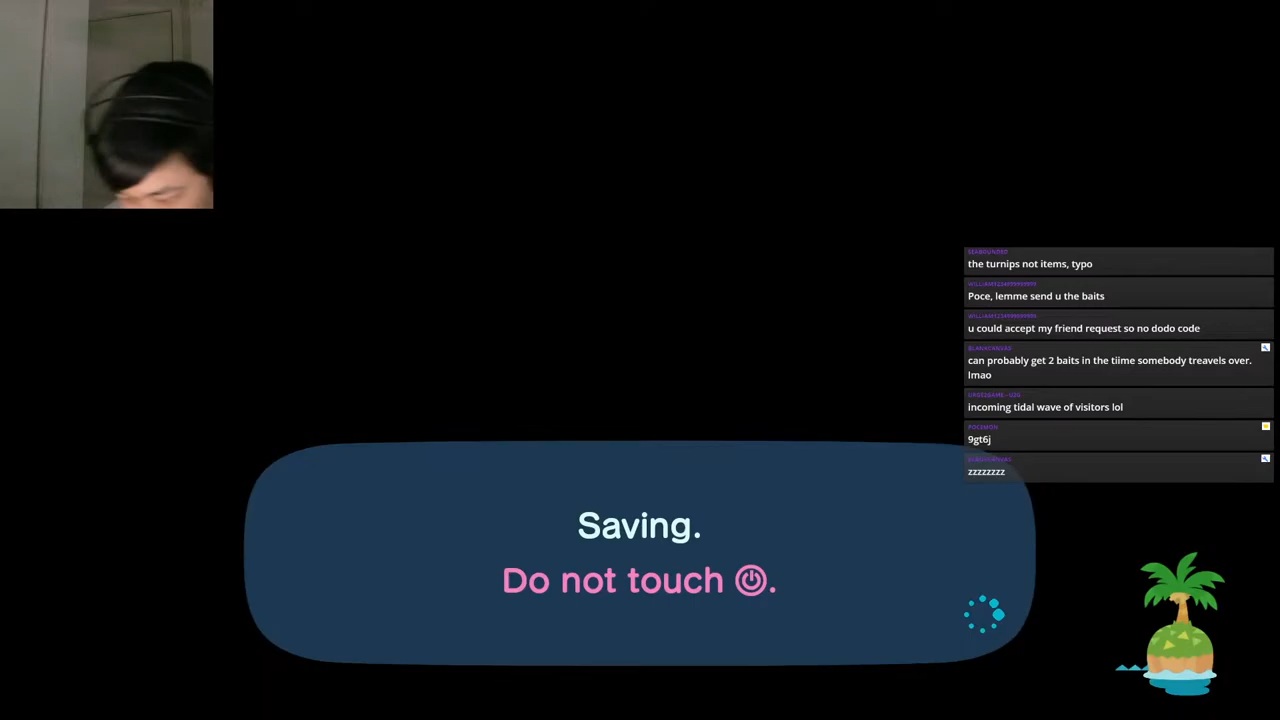 the turnips not items, typo
Poce, lemme send u the baits
u could accept my friend request so no dodo code
can probably get 2 baits in the tiime somebody treavels over.
lmao
incoming tidal wave of visitors lol
POCEMON
9gt6j
zzzzzzzz
Saving.
Do not touch .